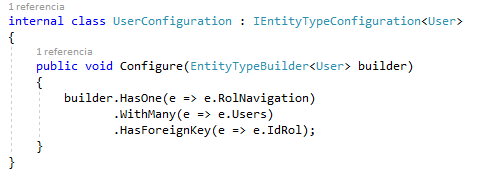 1 referencia
internal class UserConfiguration : IEntityTypeConfiguration<User>
{
1 referencia
public void Configure(EntityTypeBuilder<User> builder)
{
builder.HasOne(e => e.RolNavigation)
.WithMany(e => e.Users)
.HasForeignKey(e => e.IdRol);
}
}